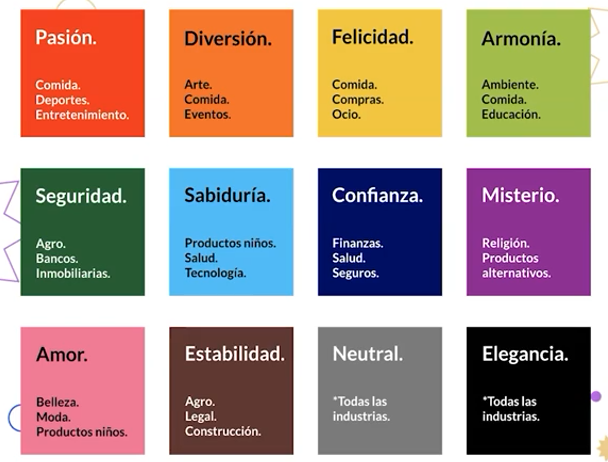 Pasión.
Comida.
Deportes.
Entretenimiento.
Diversión.
Arte.
Comida.
Eventos.
Felicidad.
Comida.
Compras.
Ocio.
Armonía.
Ambiente.
Comida.
Educación.
Seguridad.
Agro.
Bancos.
Inmobiliarias.
Sabiduría.
Productos niños.
Salud.
Tecnología.
Confianza.
Finanzas.
Salud.
Seguros.
Misterio.
Religión.
Productos
alternativos.
Amor.
Belleza.
Moda.
Productos niños.
Estabilidad.
Agro.
Legal.
Construcción.
Neutral.
*Todas las
industrias.
Elegancia.
*Todas las
industrias.